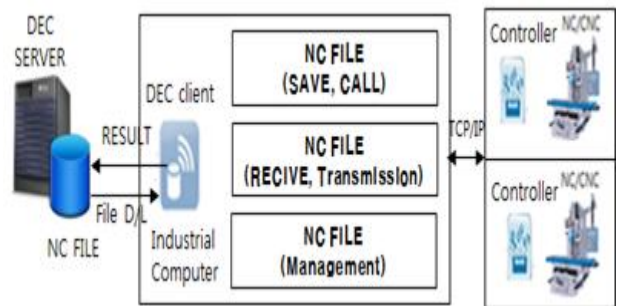 DEC
SERVER
NC FILE
RESULT
File D/L
DEC client
Industrial
Computer
NC FILE
(SAVE, CALL)
NC FILE
(RECIVE, Transmission)
NC FILE
(Management)
TCP/IP
Controller
NC/CNC
Controller
NC/CNC